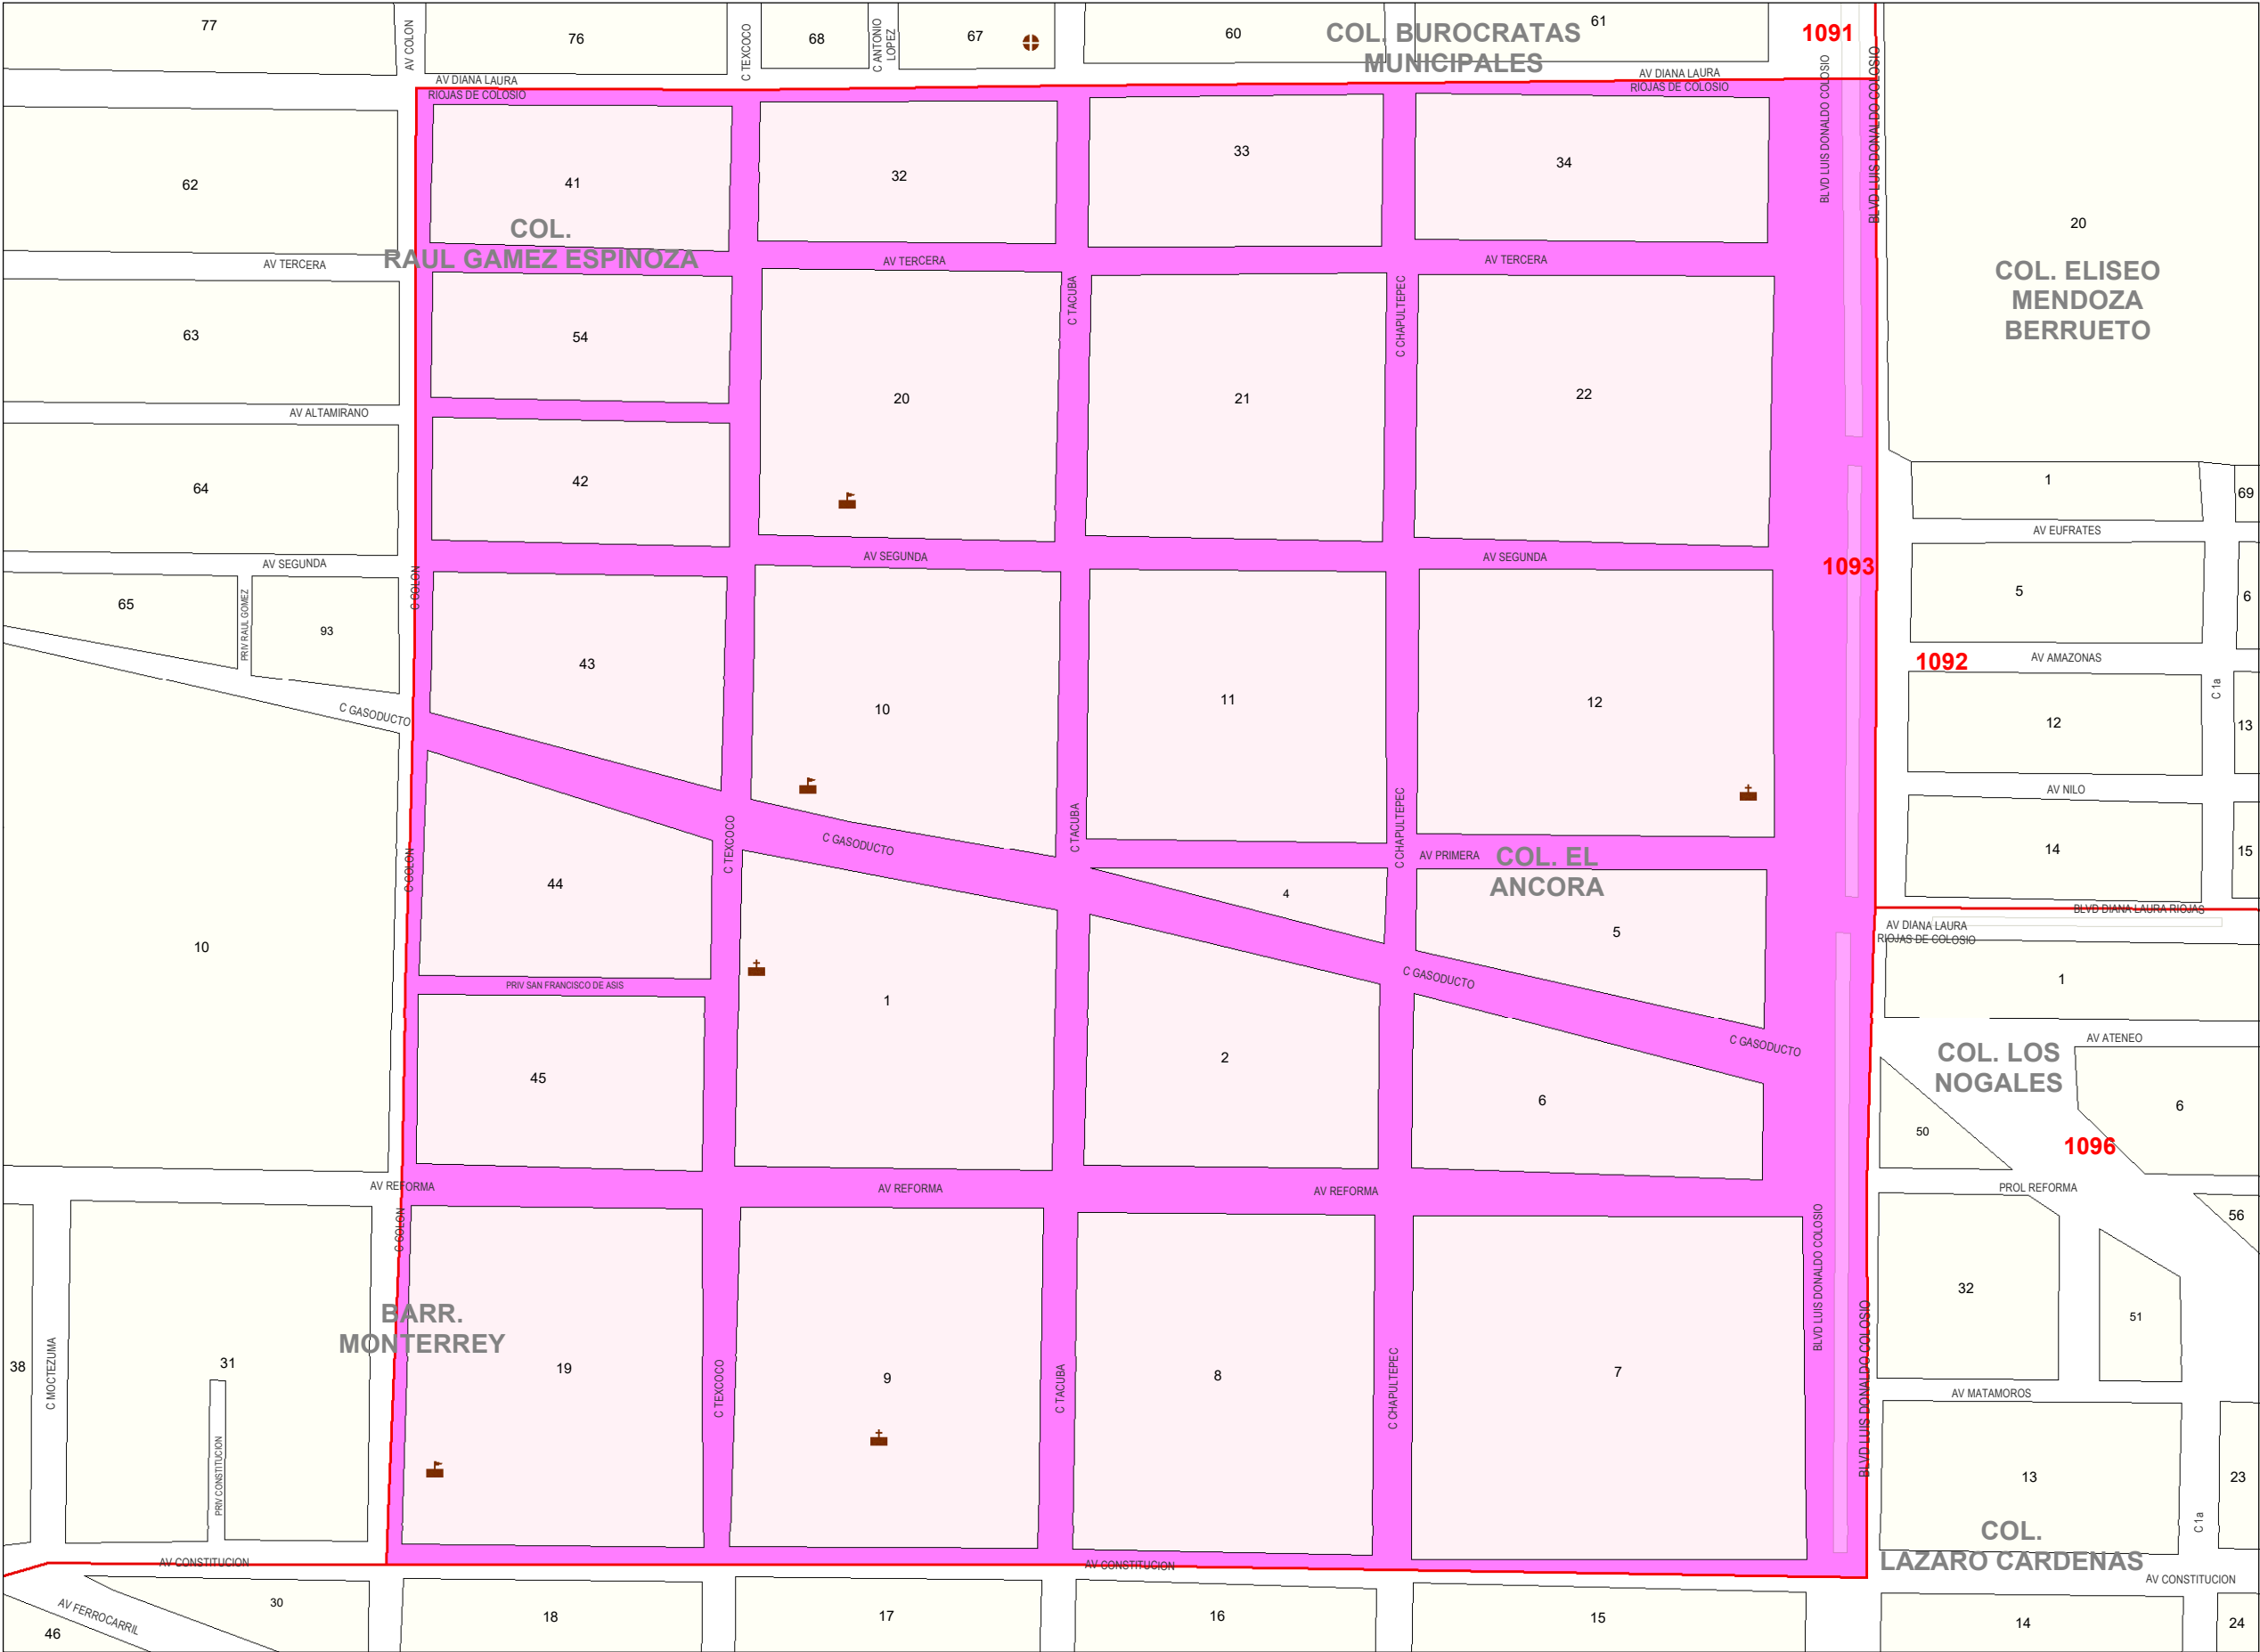 77
AV COLON
76
C TEXCOCO
68
C ANTONIO
LOPEZ
67
60
COL. BUROCRATAS
MUNICIPALES
61
1091
AV DIANA LAURA
RIOJAS DE COLOSIO
AV DIANA LAURA
RIOJAS DE COLOSIO
BLVD LUIS DONALDO COLOSIO
BLVD LUIS DONALDO COLOSIO
62
41
32
33
34
20
COL.
RAUL GAMEZ ESPINOZA
AV TERCERA
AV TERCERA
AV TERCERA
COL. ELISEO
MENDOZA
BERRUETO
C TACUBA
C CHAPULTEPEC
63
54
20
21
22
AV ALTAMIRANO
64
42
1
69
AV EUFRATES
AV SEGUNDA
AV SEGUNDA
AV SEGUNDA
1093
C COLON
65
PRIV RAUL GOMEZ
93
5
6
43
10
11
12
1092
AV AMAZONAS
C 1a
C GASODUCTO
12
13
AV NILO
C TEXCOCO
C GASODUCTO
C TACUBA
C CHAPULTEPEC
AV PRIMERA
COL. EL
ANCORA
14
15
C COLON
44
4
5
BLVD DIANA LAURA RIOJAS
AV DIANA LAURA
RIOJAS DE COLOSIO
10
C GASODUCTO
PRIV SAN FRANCISCO DE ASIS
1
1
C GASODUCTO
AV ATENEO
COL. LOS
NOGALES
45
2
6
6
50
1096
AV REFORMA
AV REFORMA
AV REFORMA
PROL REFORMA
C COLON
56
BLVD LUIS DONALDO COLOSIO
32
51
BARR.
MONTERREY
38
C MOCTEZUMA
31
19
C TEXCOCO
9
C TACUBA
8
C CHAPULTEPEC
7
BLVD LUIS DONALDO COLOSIO
AV MATAMOROS
PRIV CONSTITUCION
13
23
C 1a
COL.
LAZARO CARDENAS
AV CONSTITUCION
AV CONSTITUCION
AV CONSTITUCION
AV FERROCARRIL
30
46
18
17
16
15
14
24